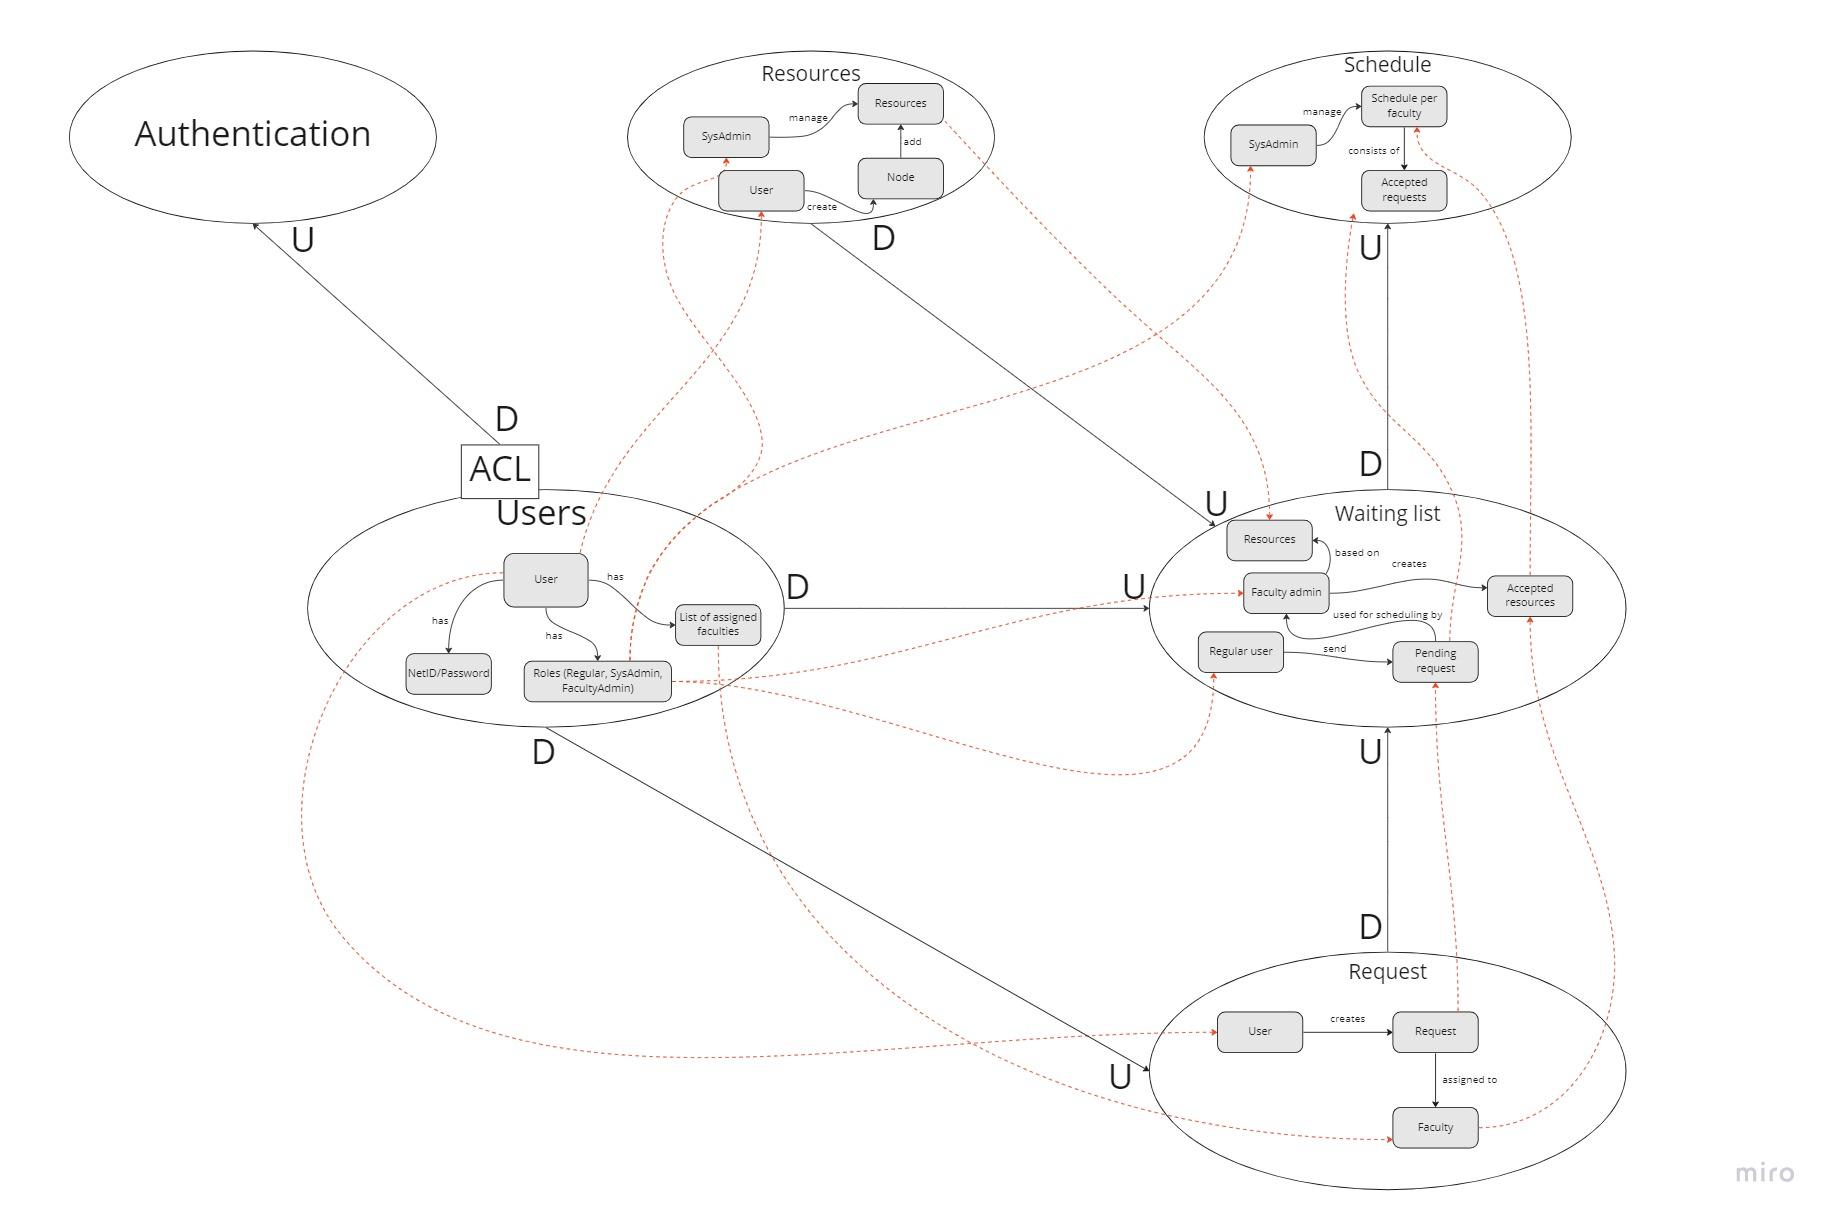 Authentication
U
D
ACL
Users
User
has
has
has
NetID/Password
Roles (Regular, SysAdmin,
FacultyAdmin)
List of assigned
faculties
D
D
Resources
SysAdmin
manage
Resources
add
Node
User
create
D
U
Schedule
SysAdmin
manage
Schedule per
faculty
consists of
Accepted
requests
U
D
U
Waiting list
Resources
based on
Faculty admin
creates
Accepted
resources
used for scheduling by
Regular user
send
Pending
request
U
D
U
Request
User
creates
Request
assigned to
Faculty
miro